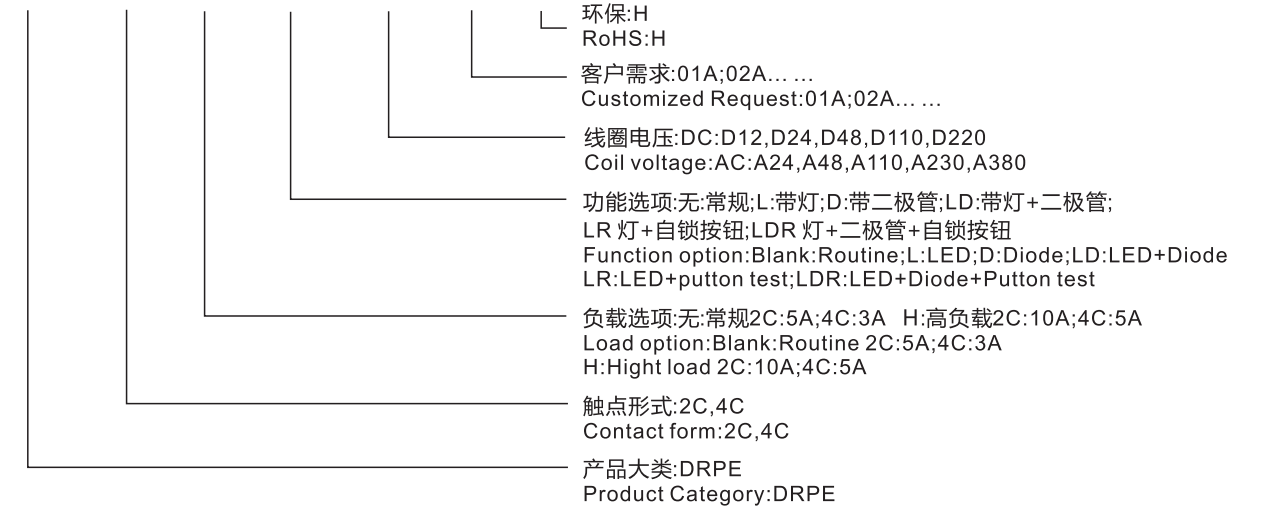 环保:H
RoHS:H
客户需求:01A;02A... ...
Customized Request:01A;02A... ...
线圈电压:DC:D12,D24,D48,D110,D220
Coil voltage:AC:A24,A48,A110,A230,A380
功能选项:无:常规;L:带灯;D:带二极管;LD:带灯+二极管;
LR 灯+自锁按钮;LDR 灯+二极管+自锁按钮
Function option:Blank:Routine;L:LED;D:Diode;LD:LED+Diode
LR:LED+putton test;LDR:LED+Diode+Putton test
负载选项:无:常规2C:5A;4C:3A H:高负载2C:10A;4C:5A
Load option:Blank:Routine 2C:5A;4C:3A
H:Hight load 2C:10A;4C:5A
触点形式:2C,4C
Contact form:2C,4C
产品大类:DRPE
Product Category:DRPE